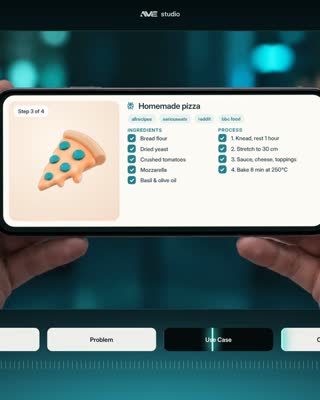 AVE studio
Step 3 of 4
Homemade pizza
allrecipes seriouseats reddit bbc food
INGREDIENTS
Bread flour
Dried yeast
Crushed tomatoes
Mozzarella
Basil & olive oil
PROCESS
1. Knead, rest 1 hour
2. Stretch to 30 cm
3. Sauce, cheese, toppings
4. Bake 8 min at 250°C
Problem
Use Case